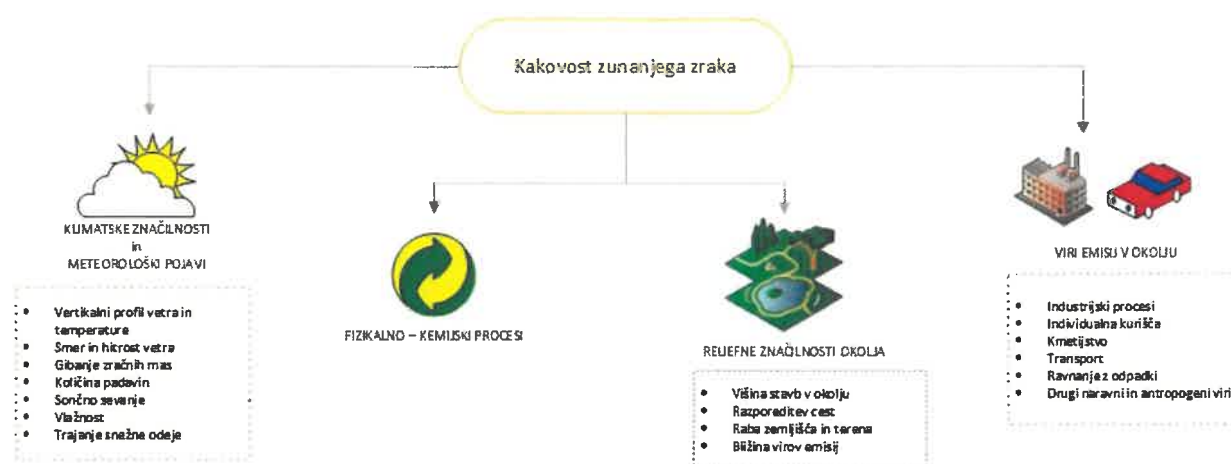 Kakovost zunanjega zraka
KLIMATSKE ZNAČILNOSTI
in
METEOROLOŠKI POJAVI
• Vertikalni profil vetra in
temperature
• Smer in hitrost vetra
• Gibanje zračnih mas
• Količina padavin
• Sončno sevanje
• Vlažnost
• Trajanje snežne odeje
FIZIKALNO – KEMIJSKI PROCESI
RELIEFNE ZNAČILNOSTI OKOLJA
• Višina stavb v okolju
• Razporeditev cest
• Raba zemljišča in terena
• Bližina virov emisij
VIRI EMISIJ V OKOLJU
• Industrijski procesi
• Individualna kurišča
• Kmetijstvo
• Transport
• Ravnanje z odpadki
• Drugi naravni in antropogeni viri